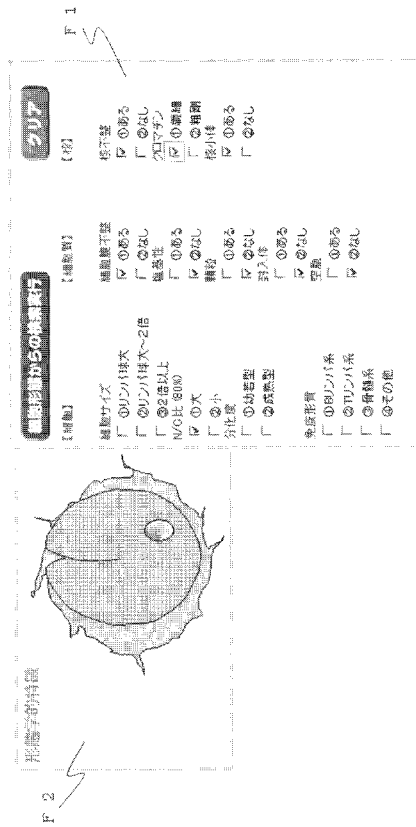 F 1
F 2
形態学的特徴
細胞形態からの検索実行
クリア
【細胞】
細胞サイズ
①リンパ球大
②リンパ球大～2倍
③2倍以上
N/C比(80%)
①大
②小
分化度
①幼若型
②成熟型
免疫形質
①Bリンパ系
②Tリンパ系
③骨髄系
④その他
【細胞質】
細胞膜不整
①ある
②なし
塩基性
①ある
②なし
顆粒
①ある
②なし
封入体
①ある
②なし
空胞
①ある
②なし
【核】
核不整
①ある
②なし
クロマチン
①繊細
②粗剛
核小体
①ある
②なし